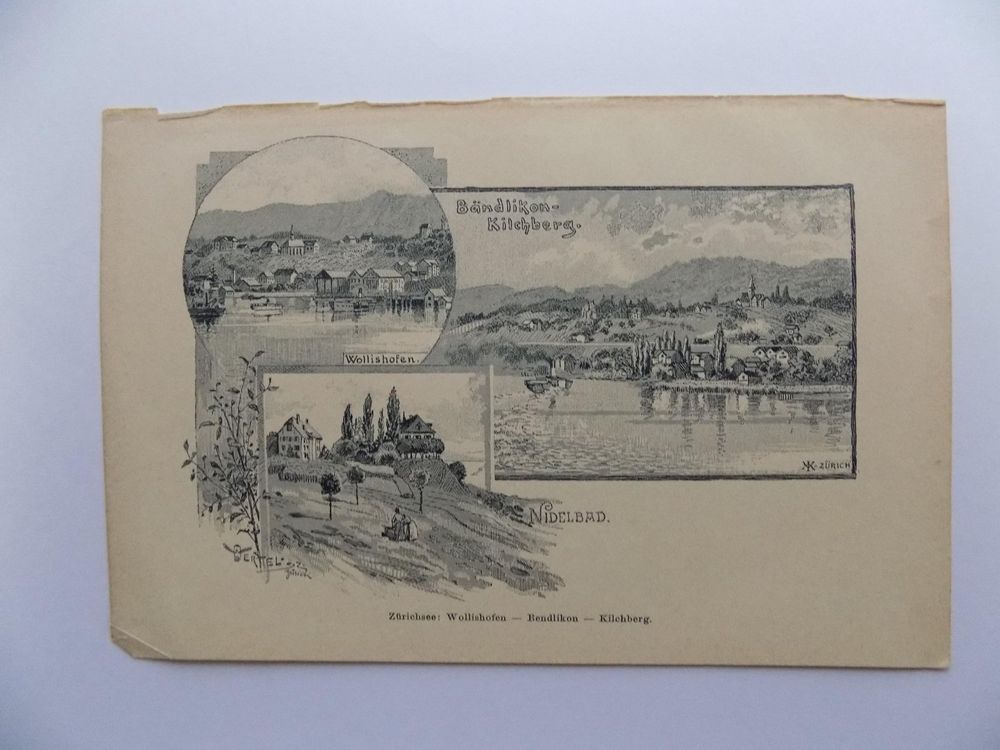 Bändlikon-
Kilchberg.
Wollishofen.
K-ZÜRICH
NIDELBAD.
Zürichsee: Wollishofen — Bendlikon — Kilchberg.